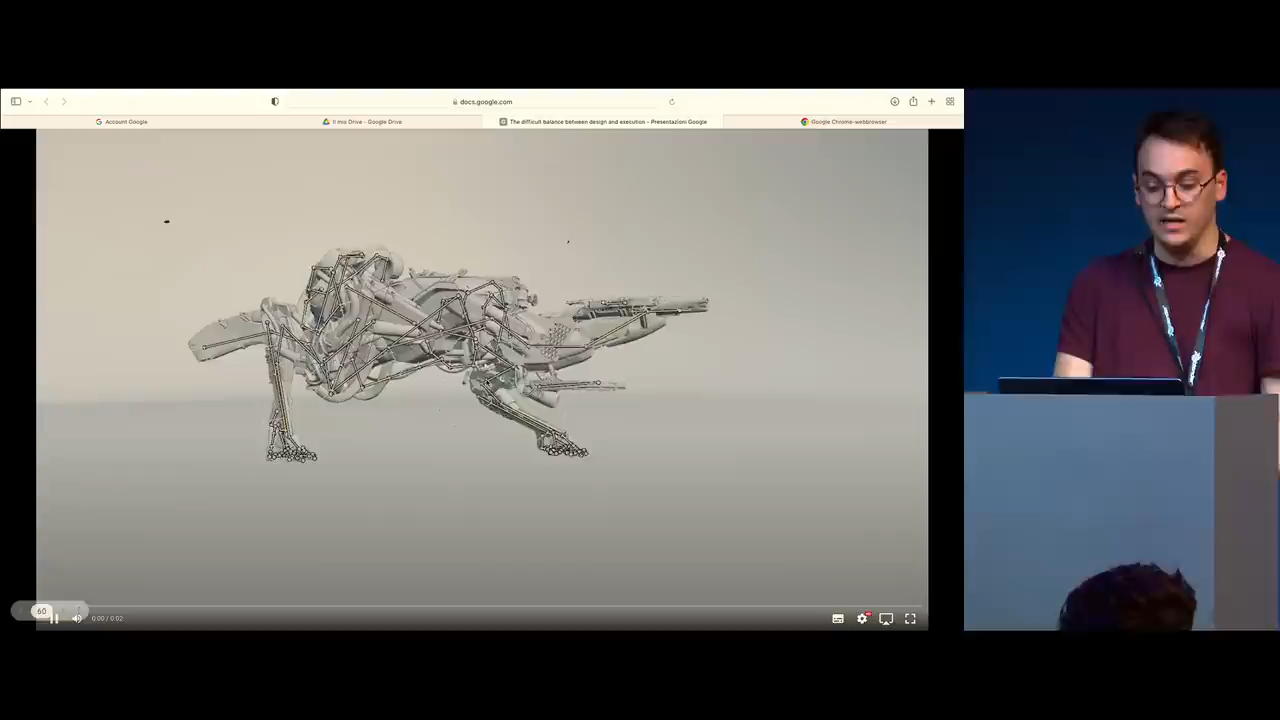 docs.google.com
Account Google
Il mio Drive – Google Drive
The difficult balance between design and execution – Presentazioni Google
Google Chrome-webbrowser
60
0:00 / 0:02